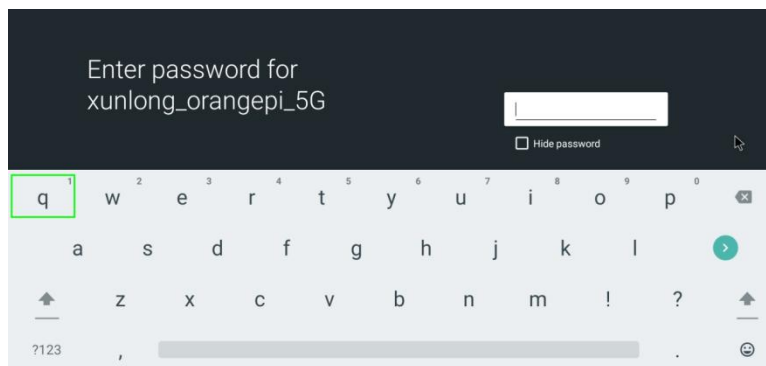 Enter password for
xunlong_orangepi_5G
Hide password
q 1 w 2 e 3 r 4 t 5 y 6 u 7 i 8 o 9 p 0
a s d f g h j k l
z x c v b n m ! ?
?123 , .